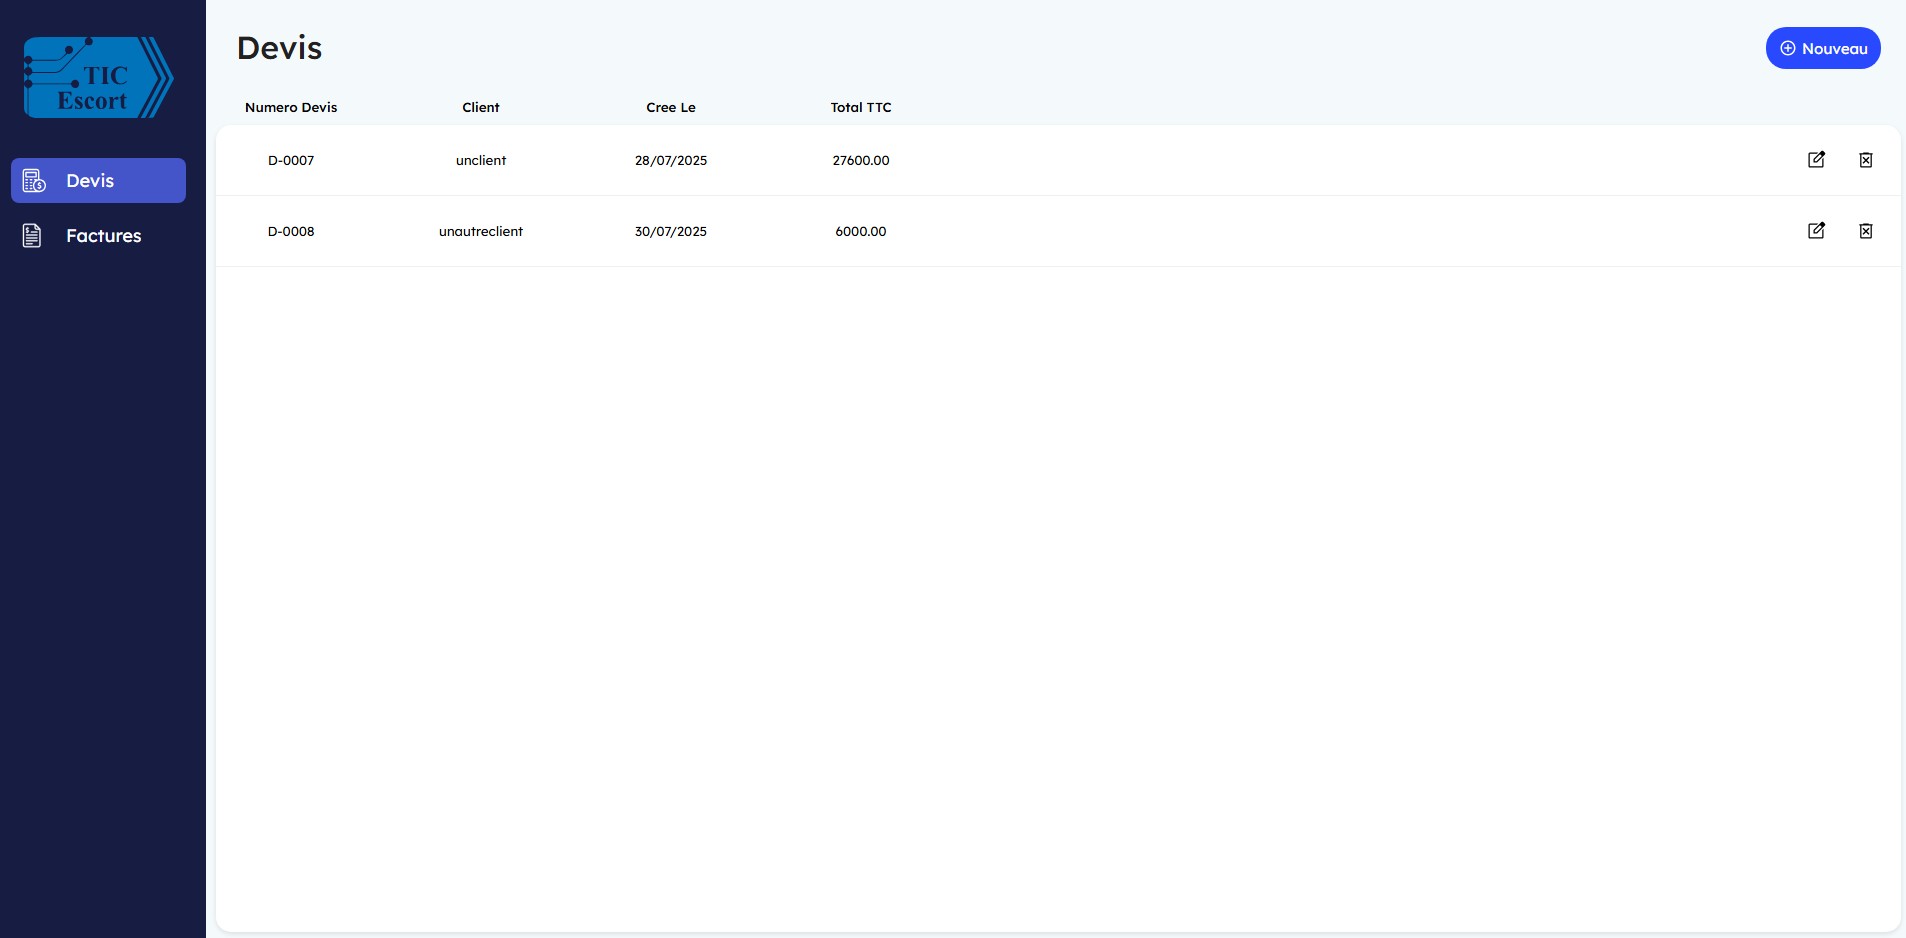 TIC
Escort
Devis
Factures
Devis
Nouveau
Numero Devis Client Cree Le Total TTC
D-0007 unclient 28/07/2025 27600.00
D-0008 unautreclient 30/07/2025 6000.00